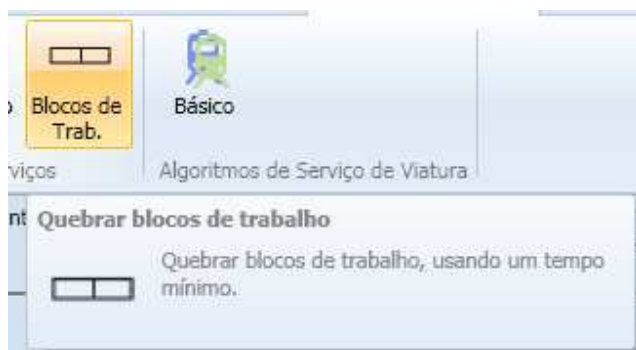 Blocos de
Trab.
Básico
viços
Algoritmos de Serviço de Viatura
Quebrar blocos de trabalho
Quebrar blocos de trabalho, usando um tempo
mínimo.